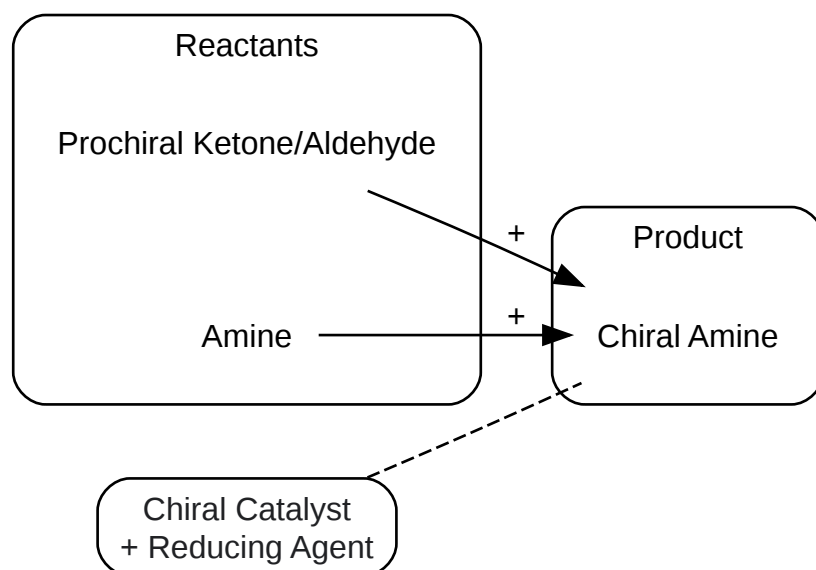 Reactants
Prochiral Ketone/Aldehyde
+
Product
+
Amine
Chiral Amine
Chiral Catalyst
+ Reducing Agent